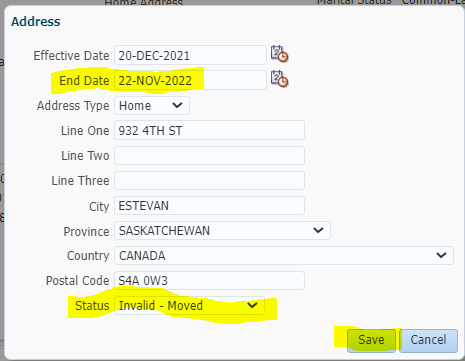 Home Address Marital Status Common-La
Address
Effective Date 20-DEC-2021
End Date 22-NOV-2022
Address Type Home
Line One 932 4TH ST
Line Two
Line Three
City ESTEVAN
Province SASKATCHEWAN
Country CANADA
Postal Code S4A 0W3
Status Invalid - Moved
Save Cancel